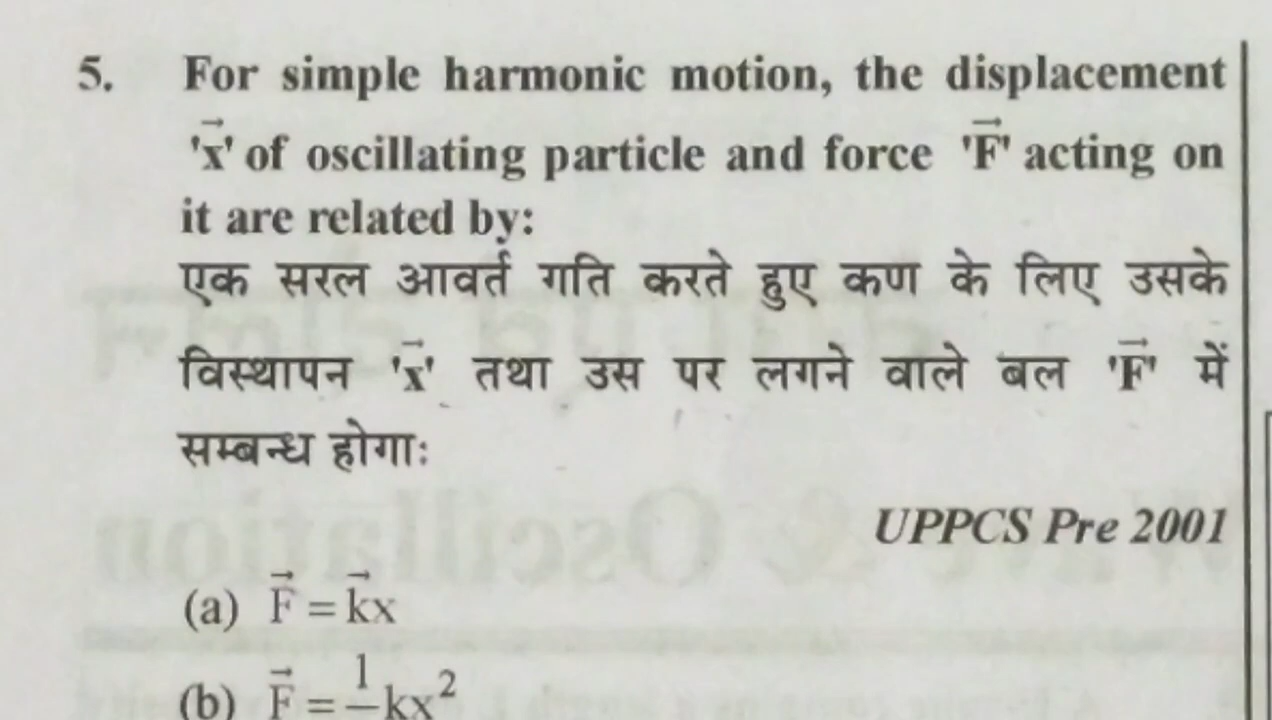 5. For simple harmonic motion, the displacement
'x⃗' of oscillating particle and force 'F⃗' acting on
it are related by:
एक सरल आवर्त गति करते हुए कण के लिए उसके
विस्थापन 'x⃗' तथा उस पर लगने वाले बल 'F⃗' में
सम्बन्ध होगाः
UPPCS Pre 2001
(a) F⃗ = k⃗x
(b) F⃗ = 1/ kx²